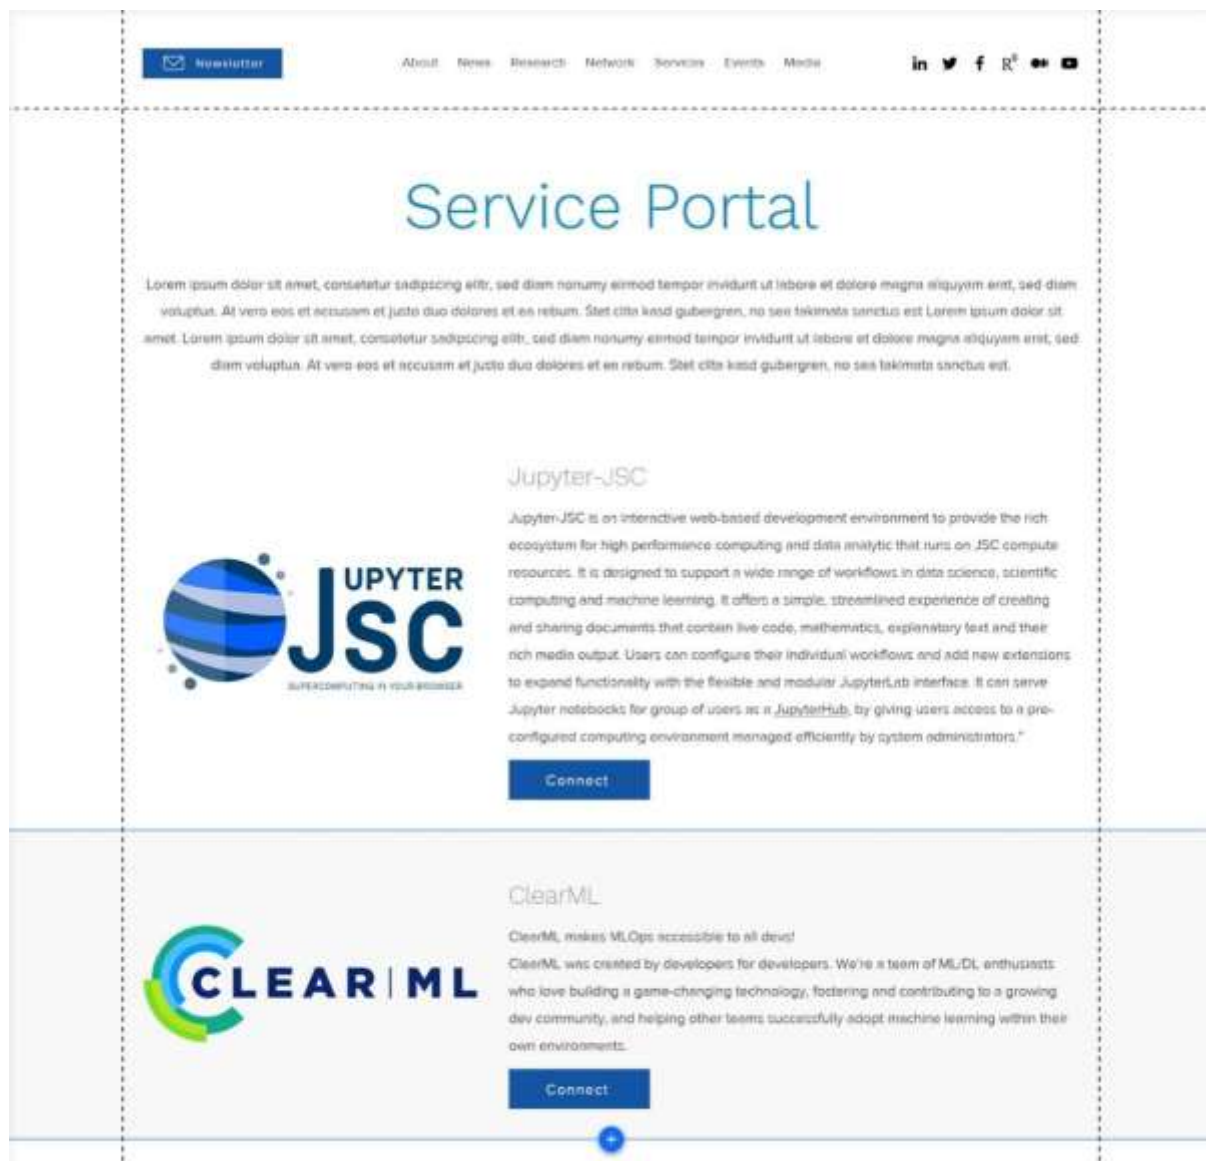 Newsletter
About News Research Network Services Events Media
Service Portal
Lorem ipsum dolor sit amet, consetetur sadipscing elitr, sed diam nonumy eirmod tempor invidunt ut labore et dolore magna aliquyam erat, sed diam
voluptua. At vero eos et accusam et justo duo dolores et ea rebum. Stet clita kasd gubergren, no sea takimata sanctus est Lorem ipsum dolor sit
amet. Lorem ipsum dolor sit amet, consetetur sadipscing elitr, sed diam nonumy eirmod tempor invidunt ut labore et dolore magna aliquyam erat, sed
diam voluptua. At vero eos et accusam et justo duo dolores et ea rebum. Stet clita kasd gubergren, no sea takimata sanctus est.
JUPYTER
JSC
SUPERCOMPUTING IN YOUR BROWSER
Jupyter-JSC
Jupyter-JSC is an interactive web-based development environment to provide the rich
ecosystem for high performance computing and data analytic that runs on JSC compute
resources. It is designed to support a wide range of workflows in data science, scientific
computing and machine learning. It offers a simple, streamlined experience of creating
and sharing documents that contain live code, mathematics, explanatory text and their
rich media output. Users can configure their individual workflows and add new extensions
to expand functionality with the flexible and modular JupyterLab interface. It can serve
Jupyter notebooks for group of users as a JupyterHub, by giving users access to a pre-
configured computing environment managed efficiently by system administrators."
Connect
CLEAR|ML
ClearML
ClearML makes MLOps accessible to all devs!
ClearML was created by developers for developers. We're a team of ML/DL enthusiasts
who love building a game-changing technology, fostering and contributing to a growing
dev community, and helping other teams successfully adopt machine learning within their
own environments.
Connect